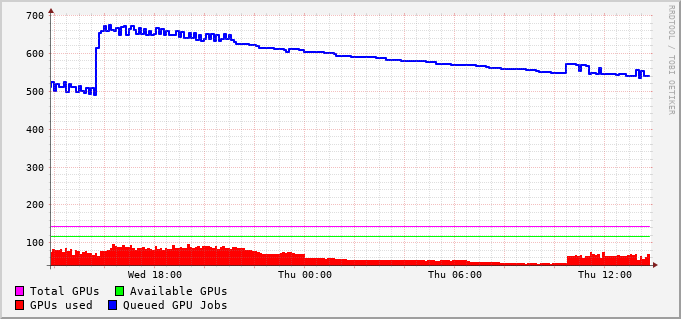 700
600
500
400
300
200
100
Wed 18:00 Thu 00:00 Thu 06:00 Thu 12:00
Total GPUs Available GPUs
GPUs used Queued GPU Jobs
RRDTOOL / TOBI OETIKER